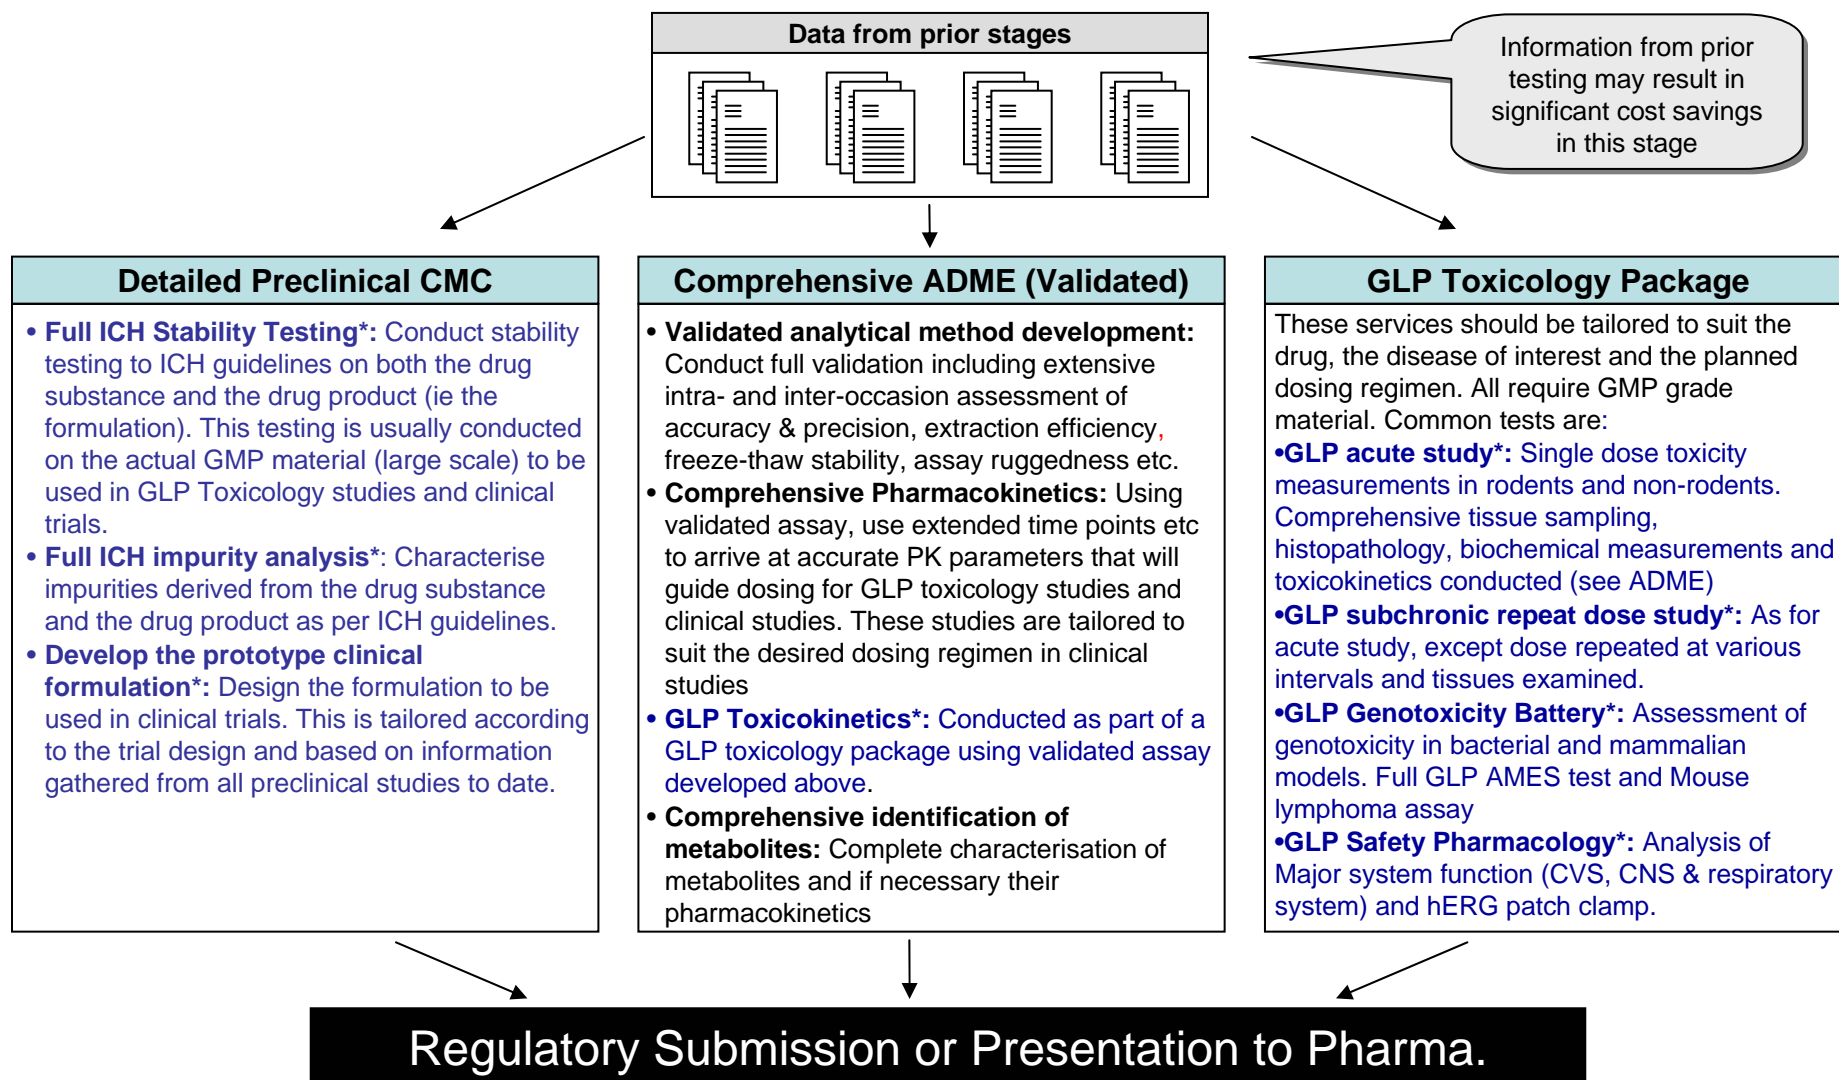 Data from prior stages
Information from prior
testing may result in
significant cost savings
in this stage
Detailed Preclinical CMC
• Full ICH Stability Testing*: Conduct stability
testing to ICH guidelines on both the drug
substance and the drug product (ie the
formulation). This testing is usually conducted
on the actual GMP material (large scale) to be
used in GLP Toxicology studies and clinical
trials.
• Full ICH impurity analysis*: Characterise
impurities derived from the drug substance
and the drug product as per ICH guidelines.
• Develop the prototype clinical
formulation*: Design the formulation to be
used in clinical trials. This is tailored according
to the trial design and based on information
gathered from all preclinical studies to date.
Comprehensive ADME (Validated)
• Validated analytical method development:
Conduct full validation including extensive
intra- and inter-occasion assessment of
accuracy & precision, extraction efficiency,
freeze-thaw stability, assay ruggedness etc.
• Comprehensive Pharmacokinetics: Using
validated assay, use extended time points etc
to arrive at accurate PK parameters that will
guide dosing for GLP toxicology studies and
clinical studies. These studies are tailored to
suit the desired dosing regimen in clinical
studies
• GLP Toxicokinetics*: Conducted as part of a
GLP toxicology package using validated assay
developed above.
• Comprehensive identification of
metabolites: Complete characterisation of
metabolites and if necessary their
pharmacokinetics
GLP Toxicology Package
These services should be tailored to suit the
drug, the disease of interest and the planned
dosing regimen. All require GMP grade
material. Common tests are:
•GLP acute study*: Single dose toxicity
measurements in rodents and non-rodents.
Comprehensive tissue sampling,
histopathology, biochemical measurements and
toxicokinetics conducted (see ADME)
•GLP subchronic repeat dose study*: As for
acute study, except dose repeated at various
intervals and tissues examined.
•GLP Genotoxicity Battery*: Assessment of
genotoxicity in bacterial and mammalian
models. Full GLP AMES test and Mouse
lymphoma assay
•GLP Safety Pharmacology*: Analysis of
Major system function (CVS, CNS & respiratory
system) and hERG patch clamp.
Regulatory Submission or Presentation to Pharma.